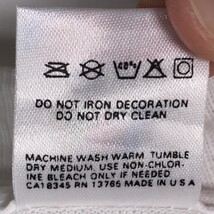 40°
DO NOT IRON DECORATION
DO NOT DRY CLEAN
MACHINE WASH WARM TUMBLE
DRY MEDIUM. USE NON-CHLOR-
INE BLEACH ONLY IF NEEDED
CA18345 RN 13765 MADE IN U S A